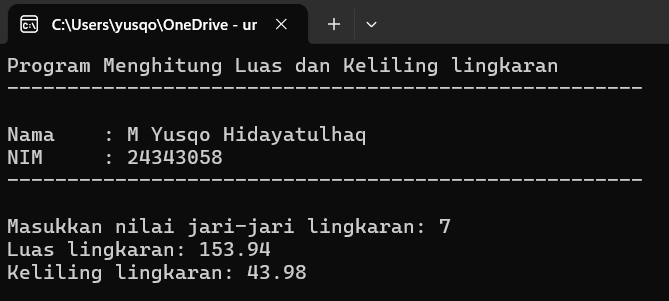 C:\Users\yusqo\OneDrive - ur
Program Menghitung Luas dan Keliling lingkaran
-----------------------------------------------------
Nama    : M Yusqo Hidayatulhaq
NIM     : 24343058
-----------------------------------------------------
Masukkan nilai jari-jari lingkaran: 7
Luas lingkaran: 153.94
Keliling lingkaran: 43.98